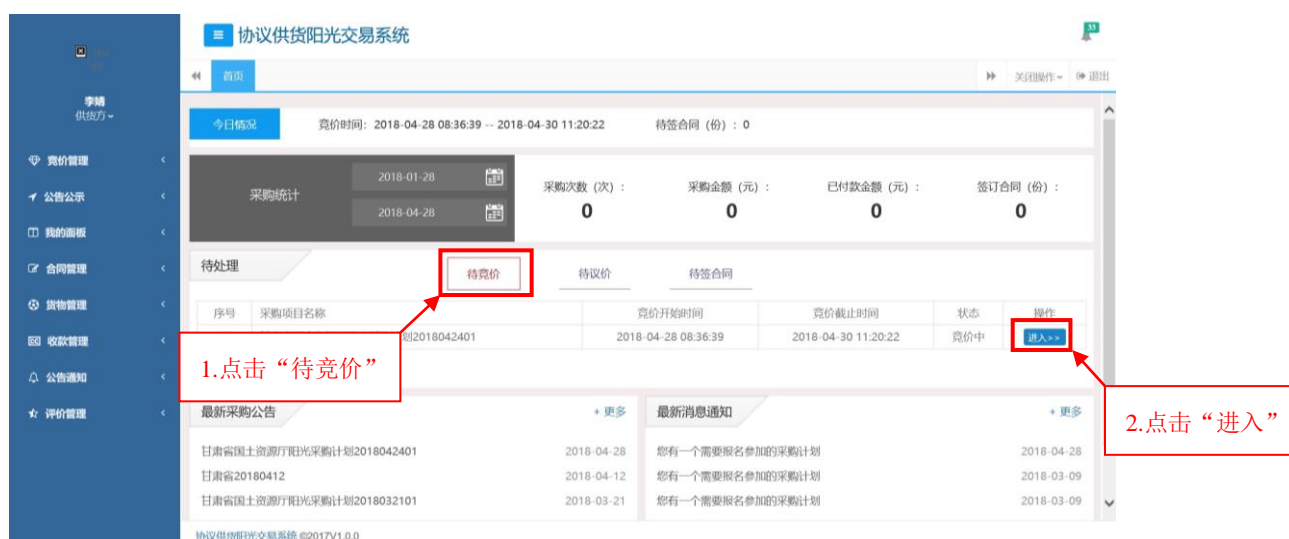 协议供货阳光交易系统
33
首页
关闭操作
退出
李婧
供货方
竞价管理
公告公示
我的面板
合同管理
货物管理
收款管理
公告通知
评价管理
今日情况 竞价时间：2018-04-28 08:36:39 -- 2018-04-30 11:20:22 待签合同（份）：0
采购统计
2018-01-28
2018-04-28
采购次数（次）： 采购金额（元）： 已付款金额（元）： 签订合同（份）：
0 0 0 0
待处理 待竞价 待议价 待签合同
序号 采购项目名称 竞价开始时间 竞价截止时间 状态 操作
划2018042401 2018-04-28 08:36:39 2018-04-30 11:20:22 竞价中 进入>>
1.点击“待竞价”
2.点击“进入”
最新采购公告 + 更多
甘肃省国土资源厅阳光采购计划2018042401 2018-04-28
甘肃省20180412 2018-04-12
甘肃省国土资源厅阳光采购计划2018032101 2018-03-21
最新消息通知 + 更多
您有一个需要报名参加的采购计划 2018-04-28
您有一个需要报名参加的采购计划 2018-03-09
您有一个需要报名参加的采购计划 2018-03-09
协议供货阳光交易系统 ©2017V1.0.0